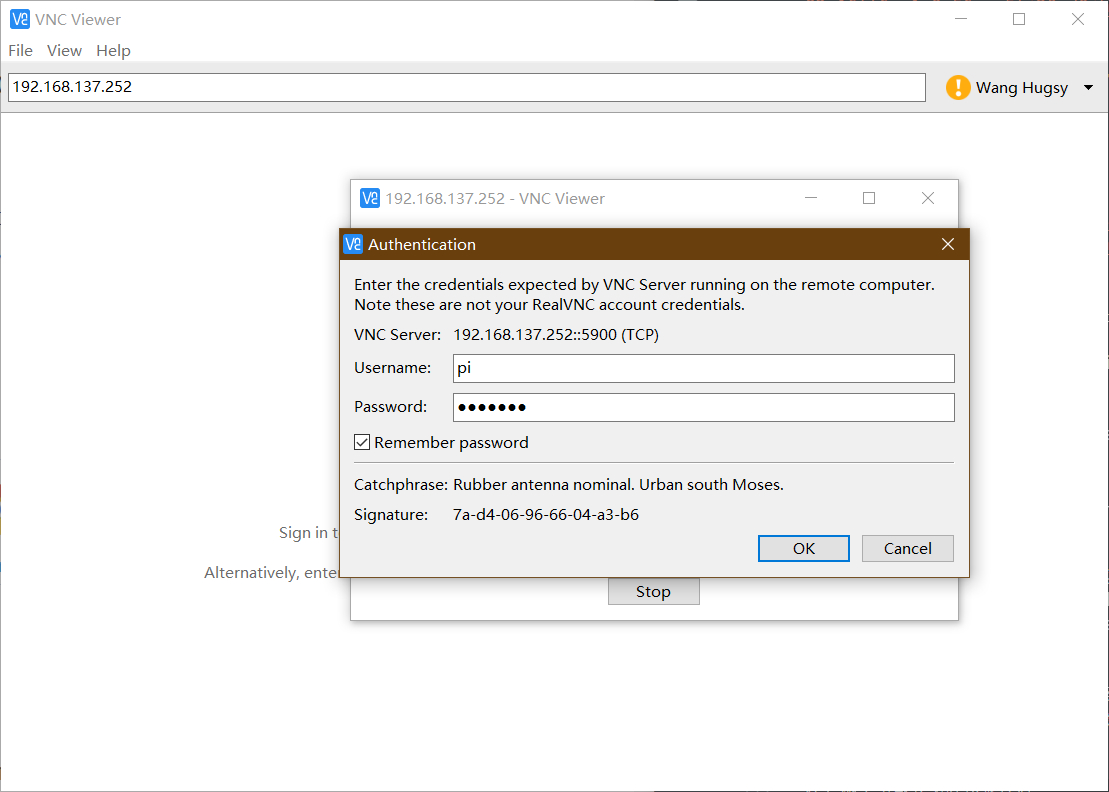 VNC Viewer
File View Help
192.168.137.252
Wang Hugsy
192.168.137.252 - VNC Viewer
Authentication
Enter the credentials expected by VNC Server running on the remote computer.
Note these are not your RealVNC account credentials.
VNC Server: 192.168.137.252::5900 (TCP)
Username: pi
Password: ●●●●●●●
Remember password
Catchphrase: Rubber antenna nominal. Urban south Moses.
Signature: 7a-d4-06-96-66-04-a3-b6
Sign in
OK Cancel
Alternatively, enter
Stop